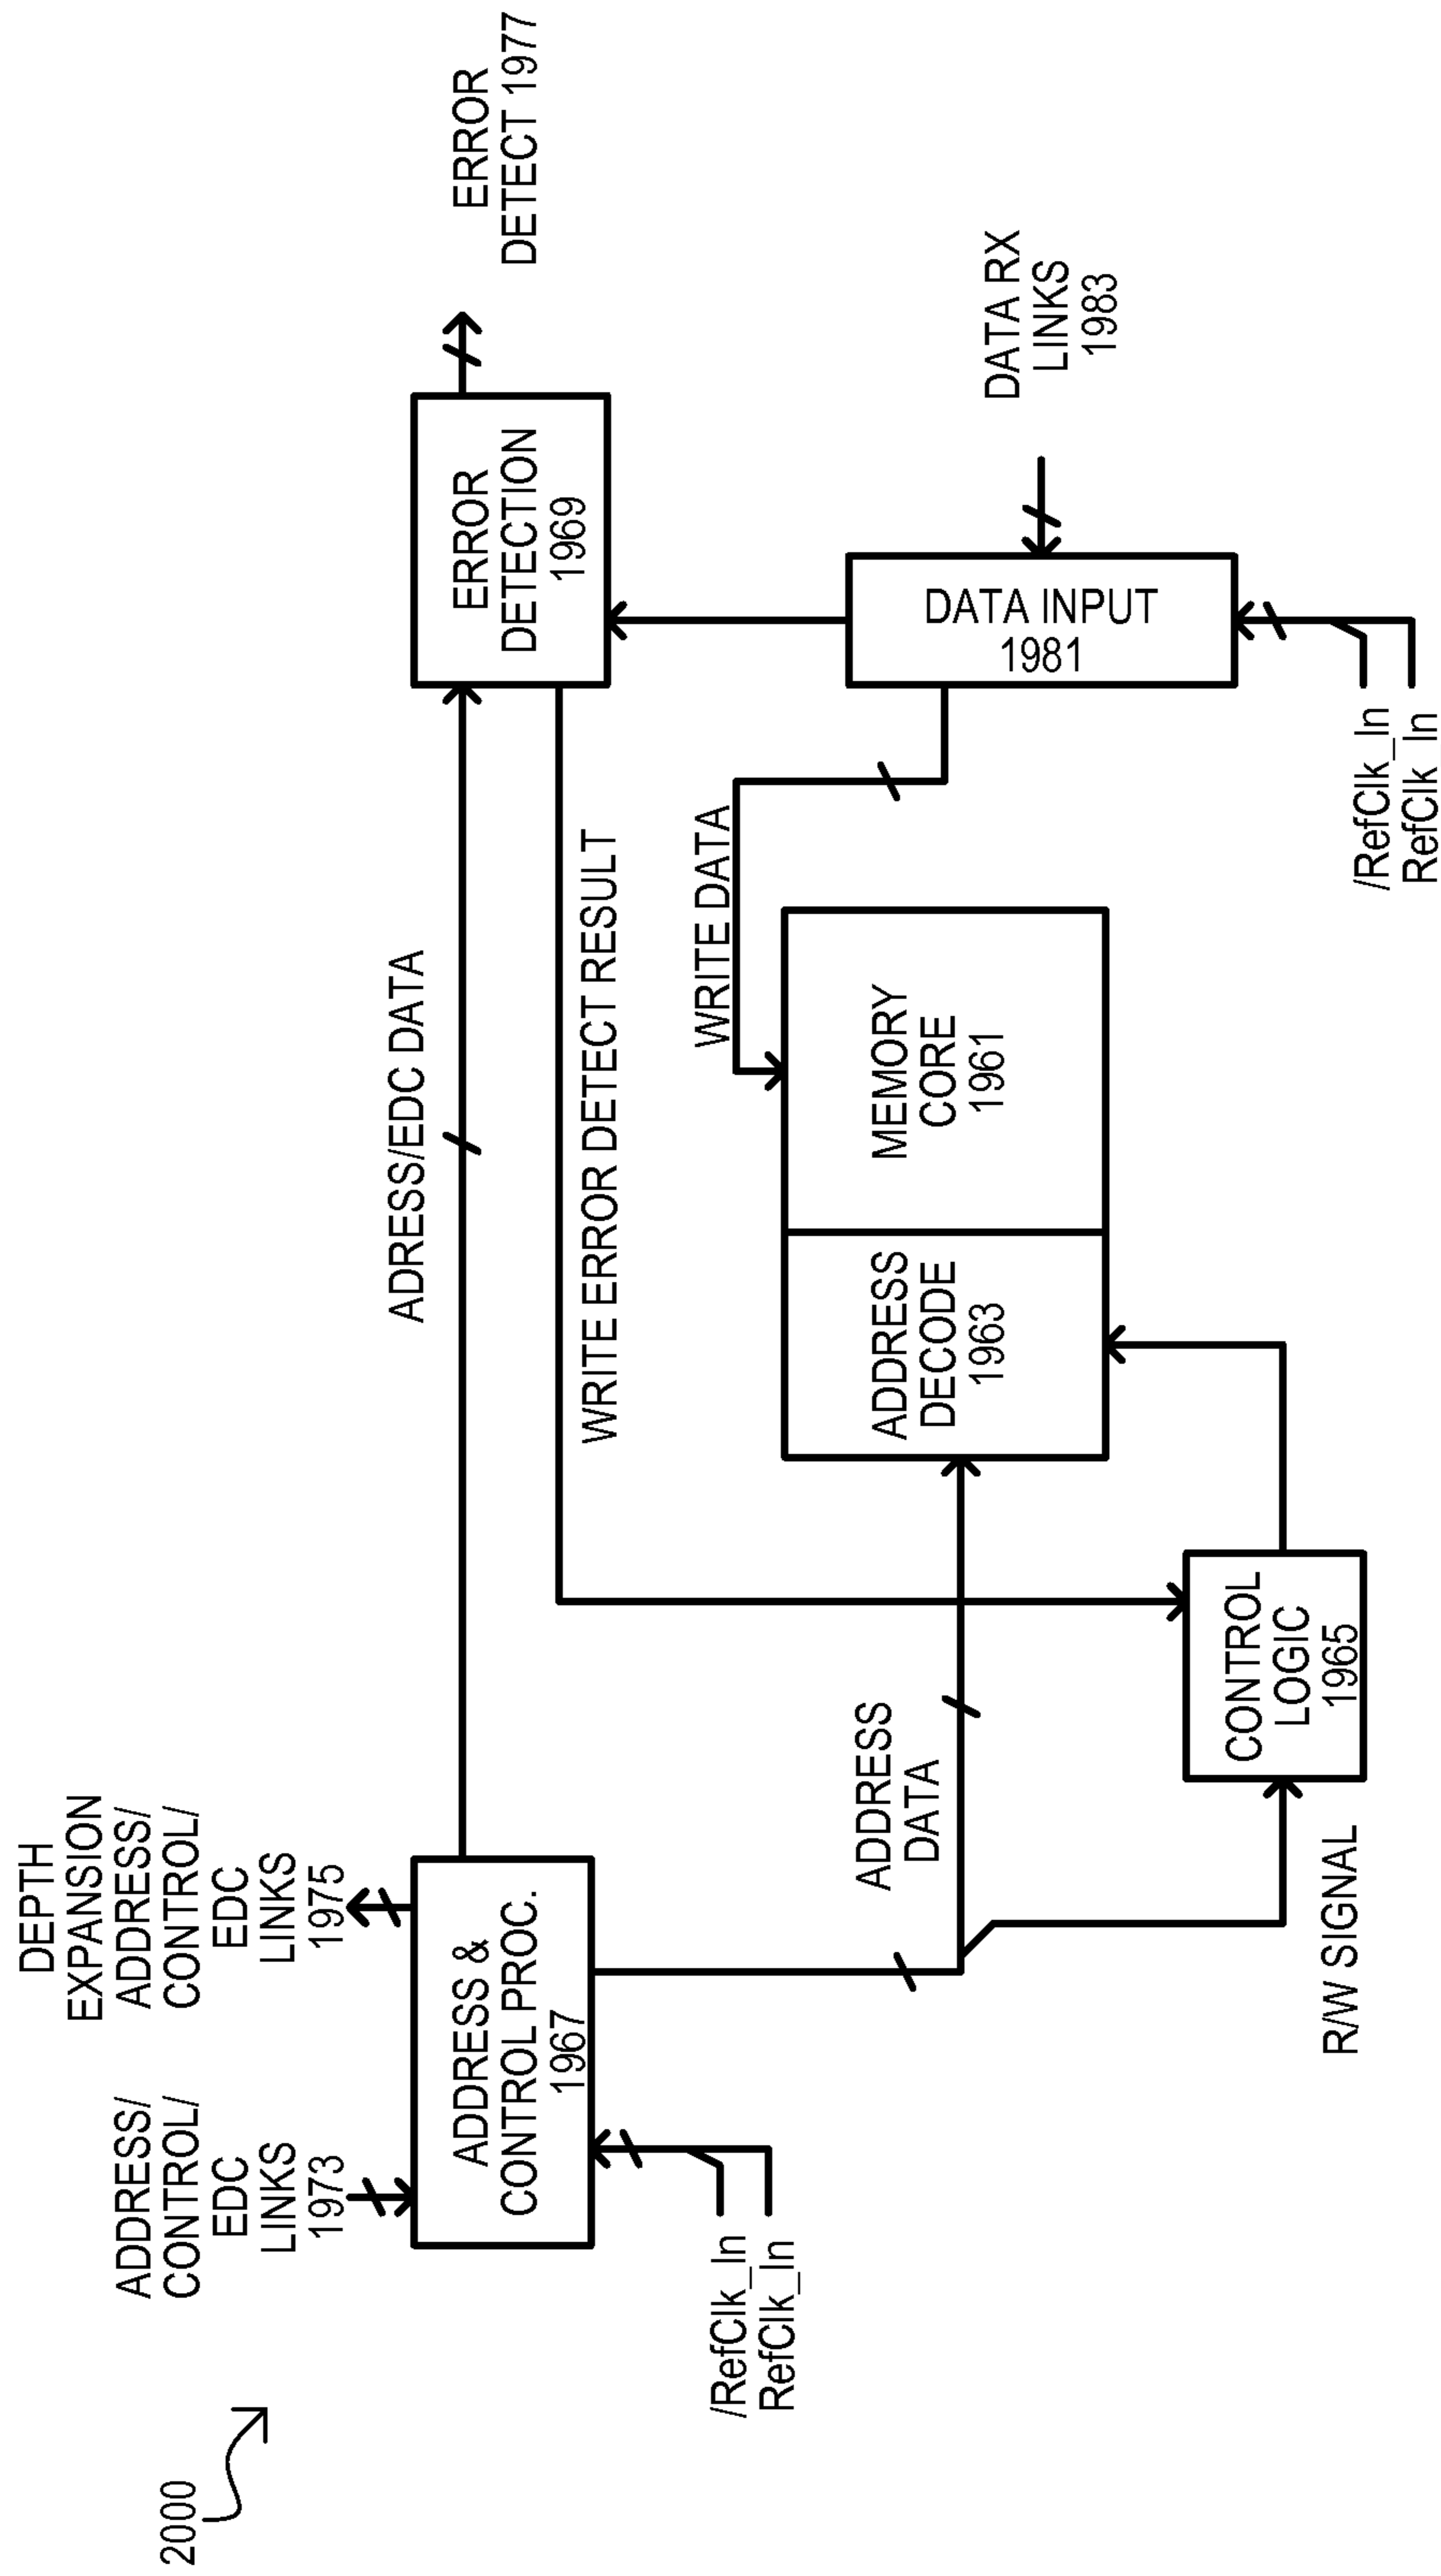 2000
ADDRESS/
CONTROL/
EDC
LINKS
1973
DEPTH
EXPANSION
ADDRESS/
CONTROL/
EDC
LINKS
1975
ADDRESS &
CONTROL PROC.
1967
/RefClk_In
RefClk_In
ADRESS/EDC DATA
WRITE ERROR DETECT RESULT
ERROR
DETECTION
1969
ERROR
DETECT 1977
ADDRESS
DATA
R/W SIGNAL
CONTROL
LOGIC
1965
ADDRESS
DECODE
1963
MEMORY
CORE
1961
WRITE DATA
DATA INPUT
1981
DATA RX
LINKS
1983
/RefClk_In
RefClk_In